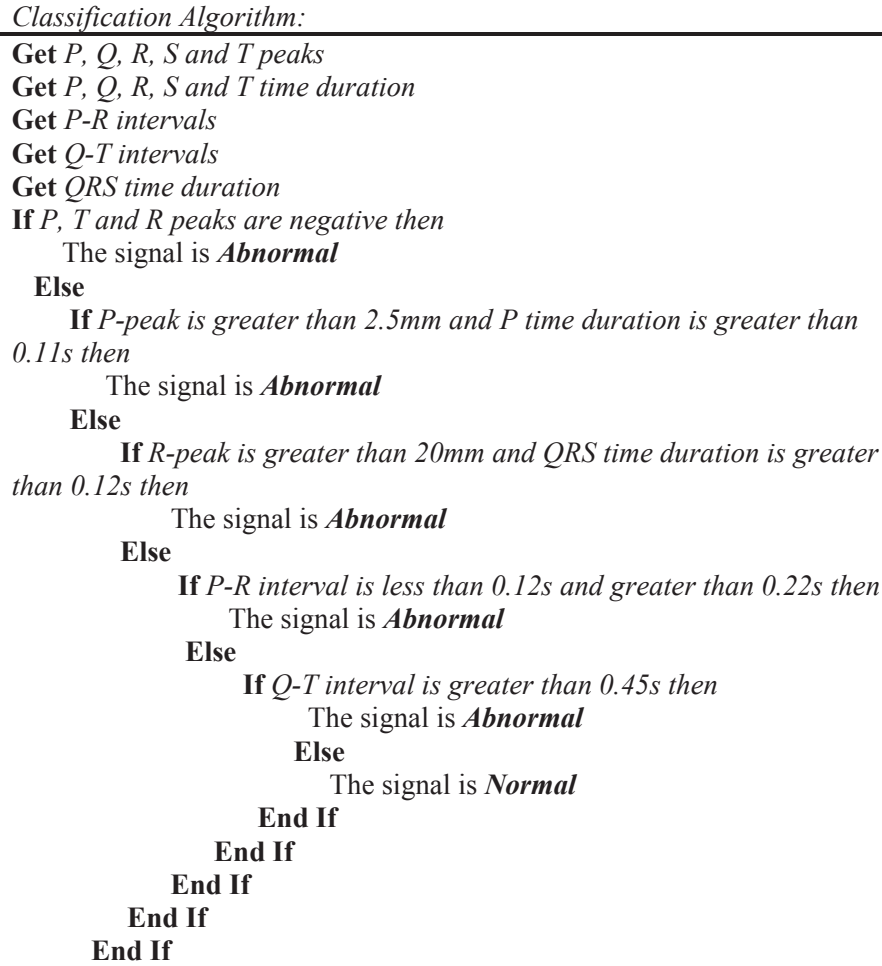 Classification Algorithm:
Get P, Q, R, S and T peaks
Get P, Q, R, S and T time duration
Get P-R intervals
Get Q-T intervals
Get QRS time duration
If P, T and R peaks are negative then
The signal is Abnormal
Else
If P-peak is greater than 2.5mm and P time duration is greater than
0.11s then
The signal is Abnormal
Else
If R-peak is greater than 20mm and QRS time duration is greater
than 0.12s then
The signal is Abnormal
Else
If P-R interval is less than 0.12s and greater than 0.22s then
The signal is Abnormal
Else
If Q-T interval is greater than 0.45s then
The signal is Abnormal
Else
The signal is Normal
End If
End If
End If
End If
End If